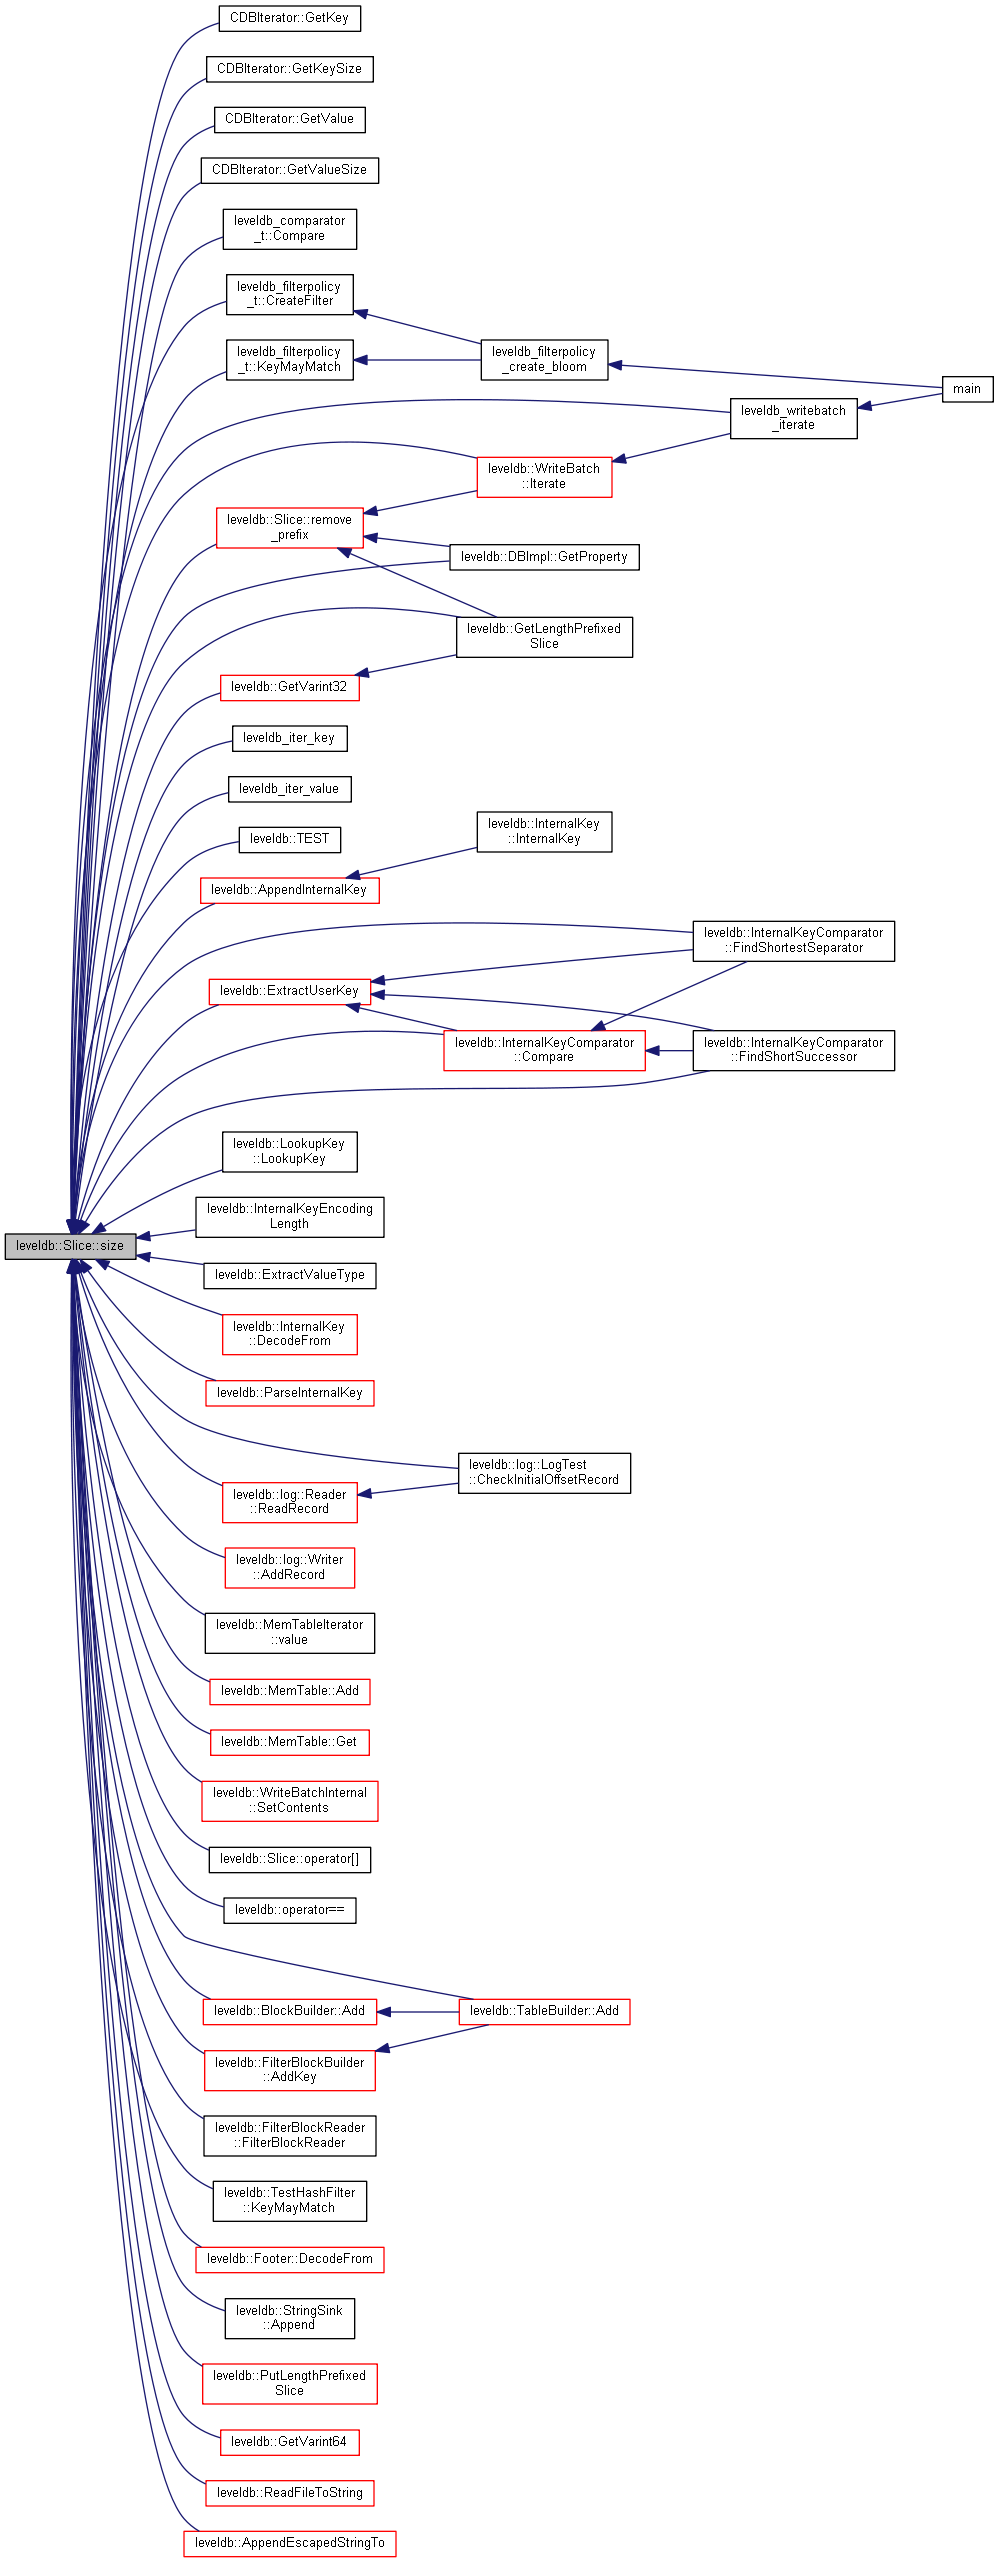 CDBIterator::GetKey
CDBIterator::GetKeySize
CDBIterator::GetValue
CDBIterator::GetValueSize
leveldb_comparator
_t::Compare
leveldb_filterpolicy
_t::CreateFilter
leveldb_filterpolicy
_t::KeyMayMatch
leveldb_filterpolicy
_create_bloom
main
leveldb_writebatch
_iterate
leveldb::WriteBatch
::Iterate
leveldb::Slice::remove
_prefix
leveldb::DBImpl::GetProperty
leveldb::GetLengthPrefixed
Slice
leveldb::GetVarint32
leveldb_iter_key
leveldb_iter_value
leveldb::TEST
leveldb::InternalKey
::InternalKey
leveldb::AppendInternalKey
leveldb::InternalKeyComparator
::FindShortestSeparator
leveldb::ExtractUserKey
leveldb::InternalKeyComparator
::Compare
leveldb::InternalKeyComparator
::FindShortSuccessor
leveldb::LookupKey
::LookupKey
leveldb::InternalKeyEncoding
Length
leveldb::Slice::size
leveldb::ExtractValueType
leveldb::InternalKey
::DecodeFrom
leveldb::ParseInternalKey
leveldb::log::LogTest
::CheckInitialOffsetRecord
leveldb::log::Reader
::ReadRecord
leveldb::log::Writer
::AddRecord
leveldb::MemTableIterator
::value
leveldb::MemTable::Add
leveldb::MemTable::Get
leveldb::WriteBatchInternal
::SetContents
leveldb::Slice::operator[]
leveldb::operator==
leveldb::BlockBuilder::Add
leveldb::TableBuilder::Add
leveldb::FilterBlockBuilder
::AddKey
leveldb::FilterBlockReader
::FilterBlockReader
leveldb::TestHashFilter
::KeyMayMatch
leveldb::Footer::DecodeFrom
leveldb::StringSink
::Append
leveldb::PutLengthPrefixed
Slice
leveldb::GetVarint64
leveldb::ReadFileToString
leveldb::AppendEscapedStringTo